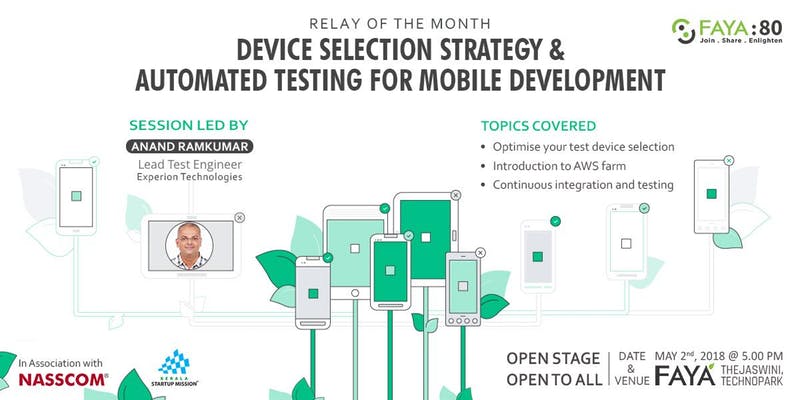 RELAY OF THE MONTH
FAYA:80
Join . Share . Enlighten
DEVICE SELECTION STRATEGY &
AUTOMATED TESTING FOR MOBILE DEVELOPMENT
SESSION LED BY
ANAND RAMKUMAR
Lead Test Engineer
Experion Technologies
TOPICS COVERED
• Optimise your test device selection
• Introduction to AWS farm
• Continuous integration and testing
In Association with
NASSCOM®
KERALA
STARTUP MISSION
OPEN STAGE
OPEN TO ALL
DATE
&
VENUE
MAY 2nd, 2018 @ 5.00 PM
FAYA
THEJASWINI,
TECHNOPARK